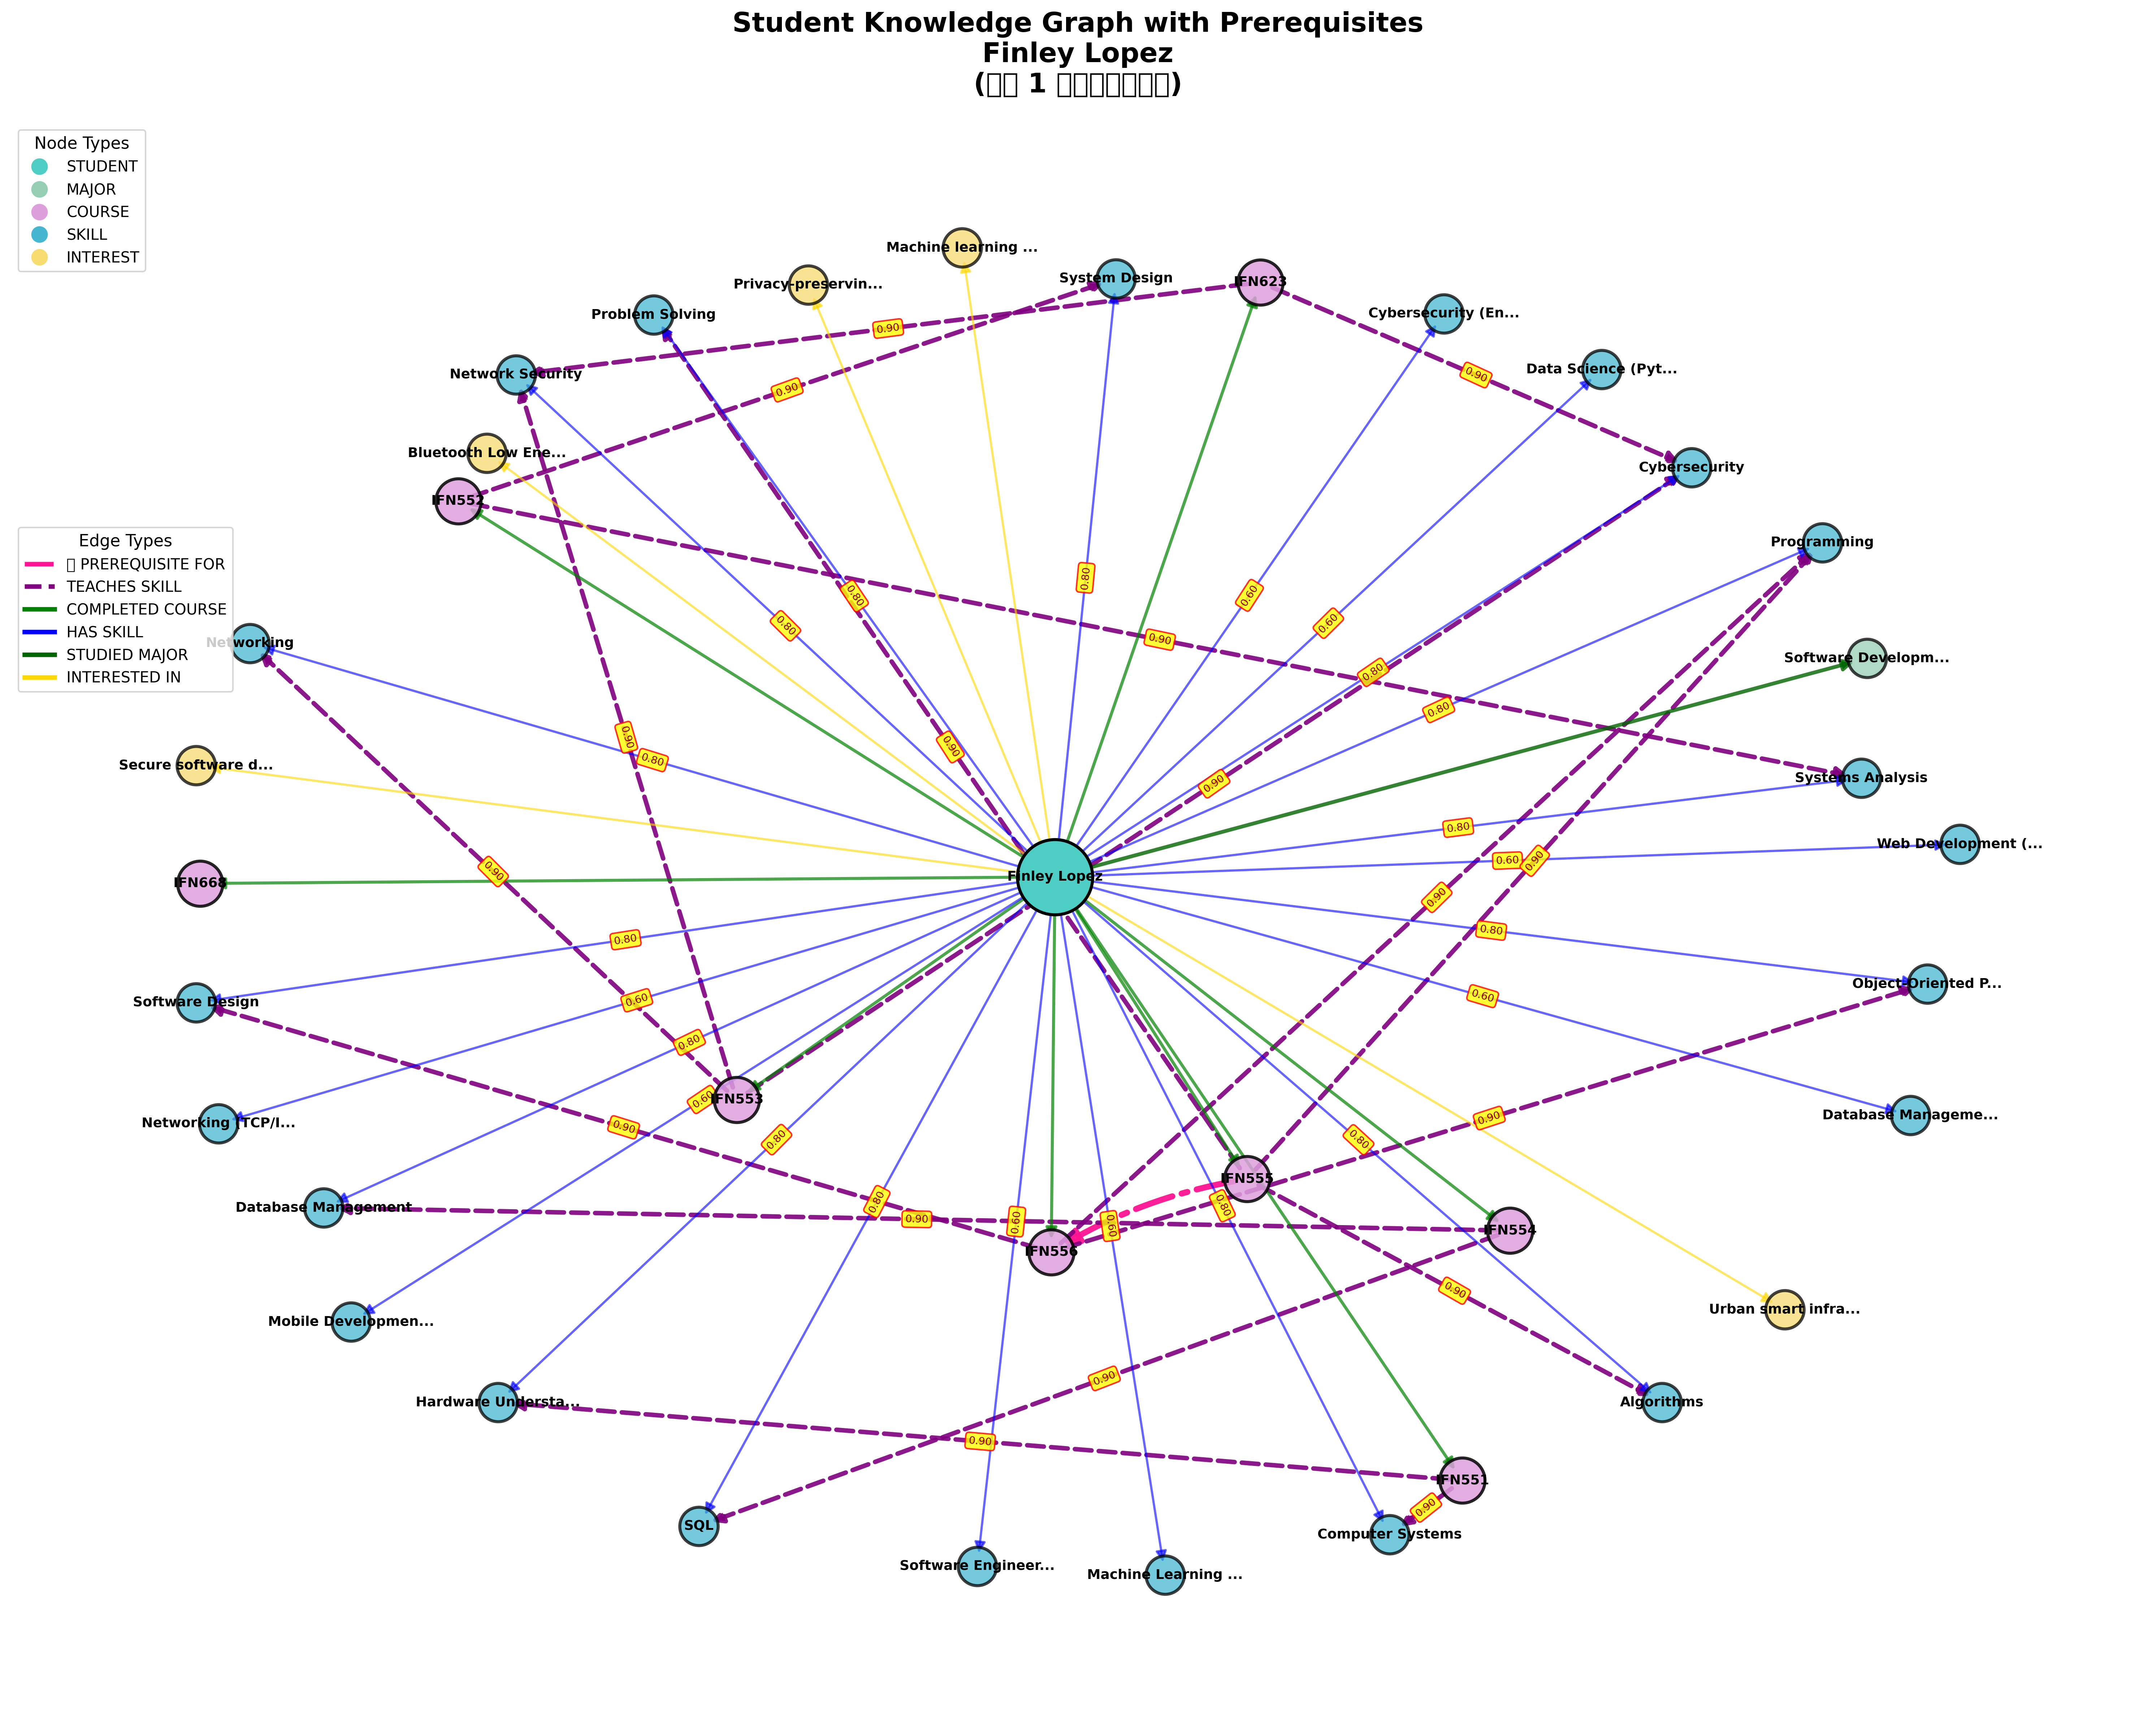 Student Knowledge Graph with Prerequisites
Finley Lopez
(▯▯ 1 ▯▯▯▯▯▯▯)
Node Types
STUDENT
MAJOR
COURSE
SKILL
INTEREST
Edge Types
▯ PREREQUISITE FOR
TEACHES SKILL
COMPLETED COURSE
HAS SKILL
STUDIED MAJOR
INTERESTED IN
Machine learning ...
System Design
IFN623
Privacy-preservin...
Problem Solving
Cybersecurity (En...
Network Security
Data Science (Pyt...
Bluetooth Low Ene...
Cybersecurity
IFN552
Programming
Networking
Software Developm...
Secure software d...
Systems Analysis
Web Development (...
IFN668
Finley Lopez
Software Design
Object-Oriented P...
Networking (TCP/I...
IFN553
Database Manageme...
Database Management
IFN555
IFN556
IFN554
Mobile Developmen...
Urban smart infra...
Hardware Understa...
Algorithms
IFN551
SQL
Computer Systems
Software Engineer...
Machine Learning ...
0.90
0.90
0.90
0.80
0.80
0.80
0.60
0.60
0.90
0.80
0.80
0.90
0.90
0.80
0.90
0.80
0.60
0.90
0.90
0.90
0.90
0.80
0.80
0.60
0.60
0.80
0.60
0.90
0.80
0.80
0.90
0.80
0.90
0.60
0.60
0.80
0.90
0.90
0.90
0.90